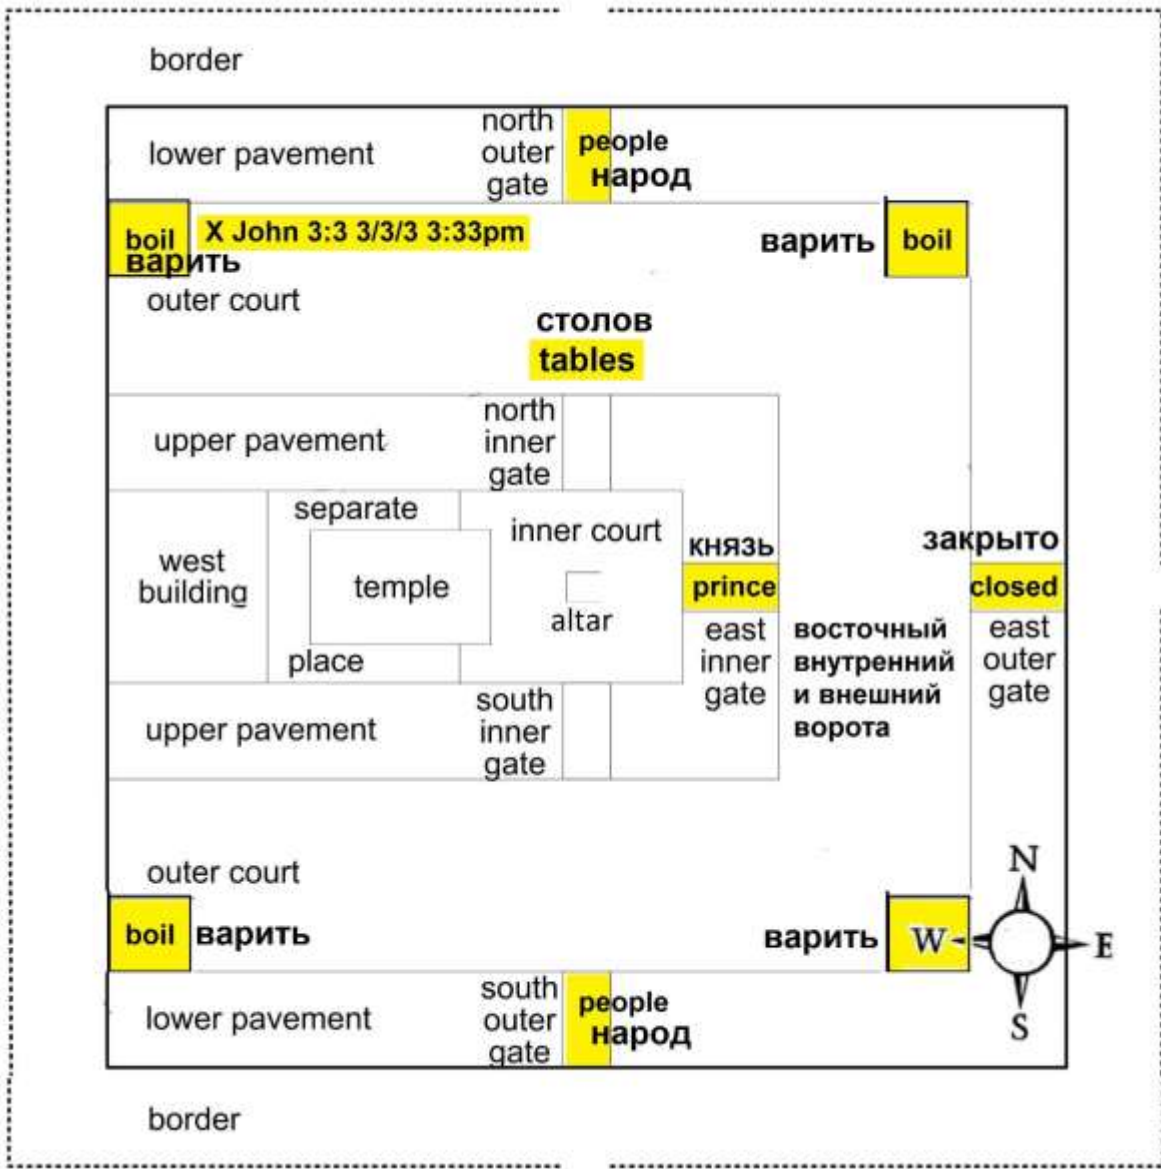 border
north
outer
gate
people
народ
lower pavement
boil
варить
X John 3:3 3/3/3 3:33pm
варить
boil
outer court
столов
tables
upper pavement
north
inner
gate
separate
inner court
west
building
temple
altar
place
князь
prince
east
inner
gate
восточный
внутренний
и внешний
ворота
закрыто
closed
east
outer
gate
upper pavement
south
inner
gate
outer court
boil
варить
варить
N
W
E
S
lower pavement
south
outer
gate
people
народ
border